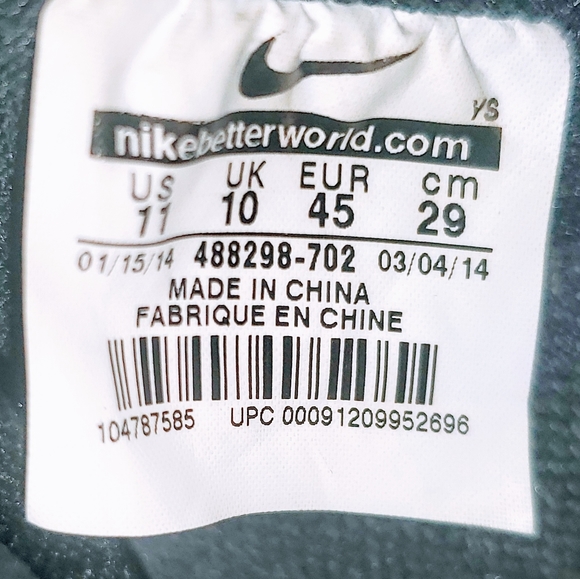 YS
nikebetterworld.com
US UK EUR cm
11 10 45 29
01/15/14 488298-702 03/04/14
MADE IN CHINA
FABRIQUE EN CHINE
104787585 UPC 00091209952696